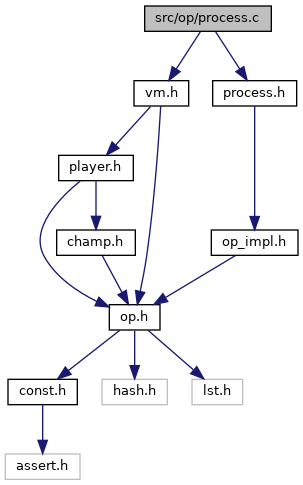 src/op/process.c
vm.h
process.h
player.h
champ.h
op_impl.h
op.h
const.h
hash.h
lst.h
assert.h